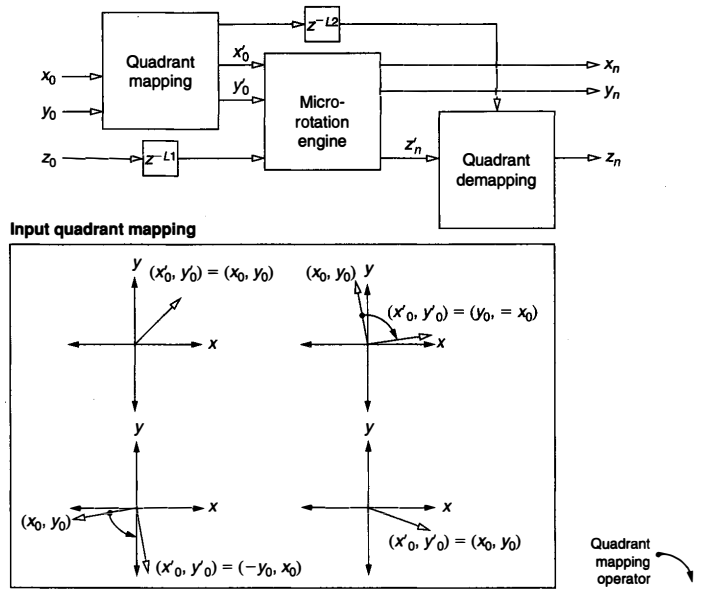 z⁻ᴸ²
Quadrant
mapping
x₀
y₀
x′₀
y′₀
Micro-
rotation
engine
xₙ
yₙ
z₀
z⁻ᴸ¹
z′ₙ
Quadrant
demapping
zₙ
Input quadrant mapping
y
(x′₀, y′₀) = (x₀, y₀)
x
(x₀, y₀)
y
(x′₀, y′₀) = (y₀, = x₀)
x
y
x
(x₀, y₀)
(x′₀, y′₀) = (−y₀, x₀)
y
x
(x′₀, y′₀) = (x₀, y₀)
Quadrant
mapping
operator